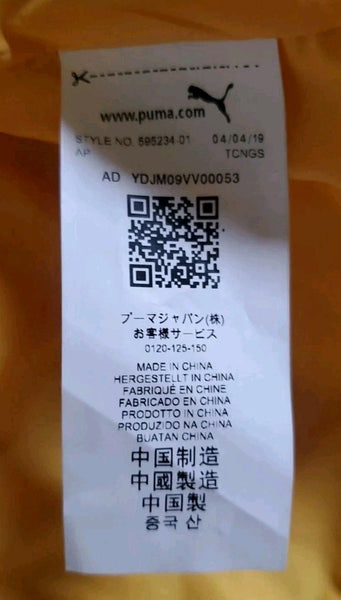 www.puma.com
STYLE NO. 595234-01 04/04/19
AP TCNGS
AD YDJM09VV00053
プーマジャパン(株)
お客様サービス
0120-125-150
MADE IN CHINA
HERGESTELLT IN CHINA
FABRIQUÉ EN CHINE
FABRICADO EN CHINA
PRODOTTO IN CHINA
PRODUZIDO NA CHINA
BUATAN CHINA
中国制造
中國製造
中国製
중국 산